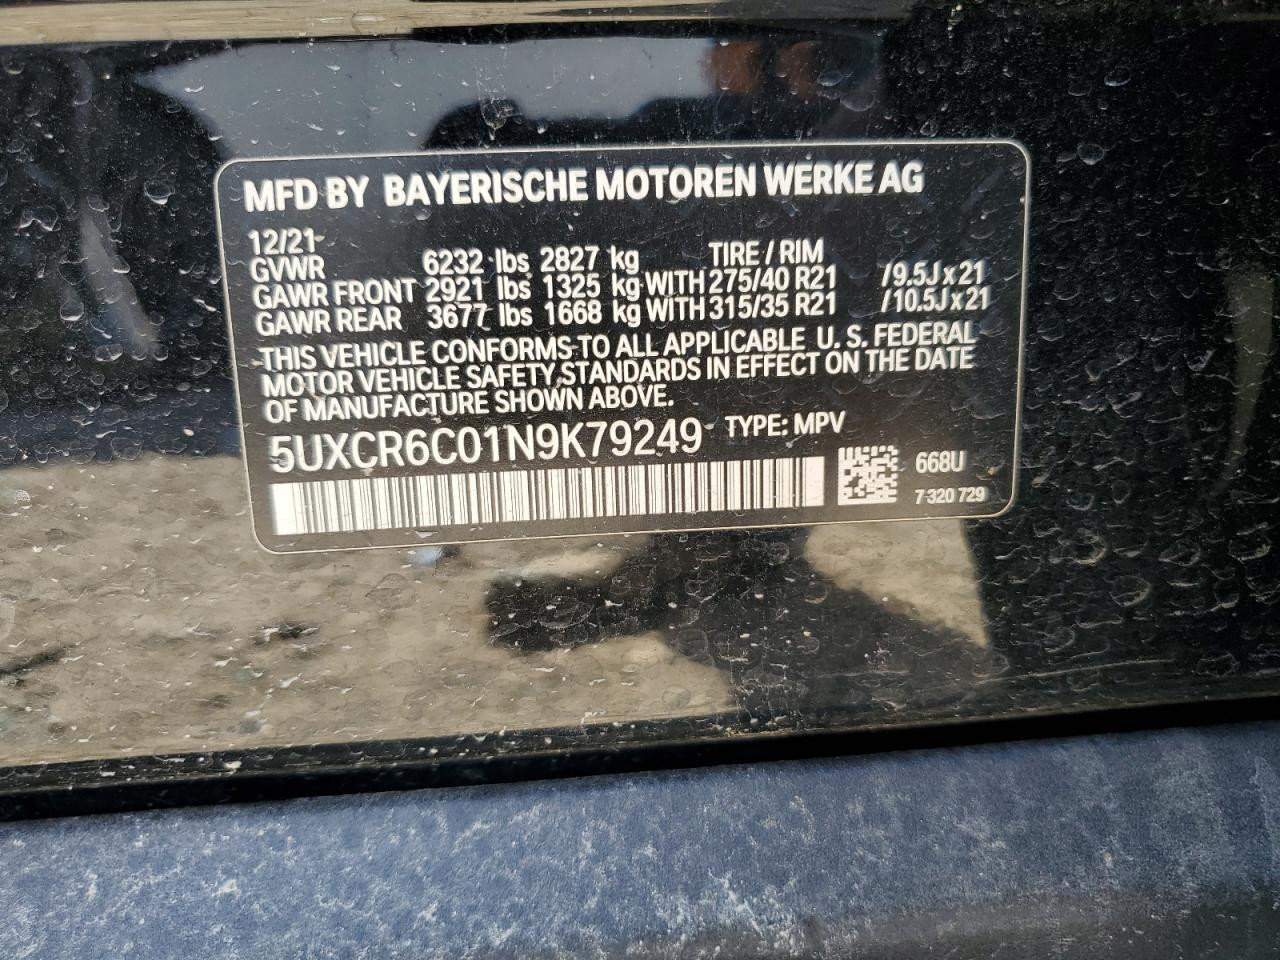 MFD BY BAYERISCHE MOTOREN WERKE AG
12/21
GVWR 6232 lbs 2827 kg TIRE / RIM
GAWR FRONT 2921 lbs 1325 kg WITH 275/40 R21 /9.5J x 21
GAWR REAR 3677 lbs 1668 kg WITH 315/35 R21 /10.5J x 21
THIS VEHICLE CONFORMS TO ALL APPLICABLE U.S. FEDERAL
MOTOR VEHICLE SAFETY STANDARDS IN EFFECT ON THE DATE
OF MANUFACTURE SHOWN ABOVE.
5UXCR6C01N9K79249 TYPE: MPV
668U
7 320 729